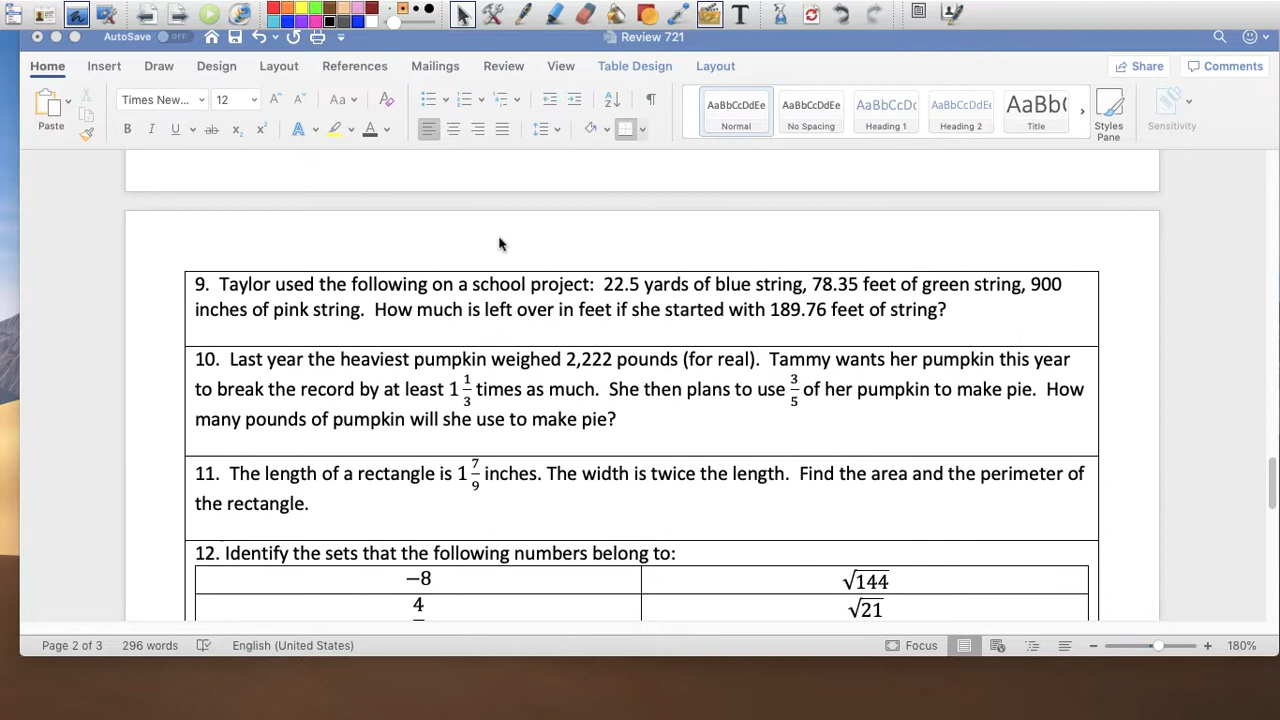 AutoSave OFF
Review 721
Home Insert Draw Design Layout References Mailings Review View Table Design Layout Share Comments
Paste Times New... 12 Aa AaBbCcDdEe Normal AaBbCcDdEe No Spacing AaBbCcDc Heading 1 AaBbCcDdEe Heading 2 AaBb( Title Styles Pane Sensitivity
9. Taylor used the following on a school project: 22.5 yards of blue string, 78.35 feet of green string, 900
inches of pink string. How much is left over in feet if she started with 189.76 feet of string?
10. Last year the heaviest pumpkin weighed 2,222 pounds (for real). Tammy wants her pumpkin this year
to break the record by at least 1 1/3 times as much. She then plans to use 3/5 of her pumpkin to make pie. How
many pounds of pumpkin will she use to make pie?
11. The length of a rectangle is 1 7/9 inches. The width is twice the length. Find the area and the perimeter of
the rectangle.
12. Identify the sets that the following numbers belong to:
−8 √144
4 √21
Page 2 of 3 296 words English (United States) Focus 180%